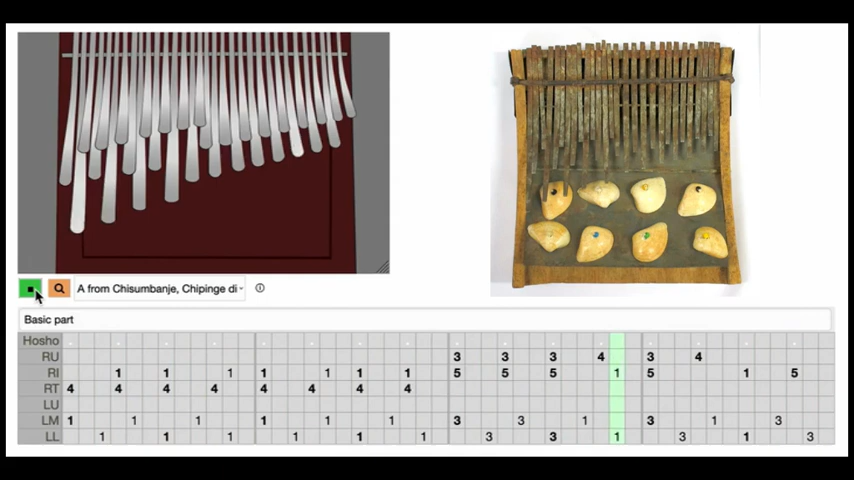 A from Chisumbanje, Chipinge di
Basic part
Hosho
RU 3 3 3 4 3 4
RI 1 1 1 1 1 1 1 5 5 5 1 5 1 5
RT 4 4 4 4 4 4 4 4
LU
LM 1 1 1 1 1 1 3 3 1 3 1 3
LL 1 1 1 1 1 1 3 3 1 3 1 3